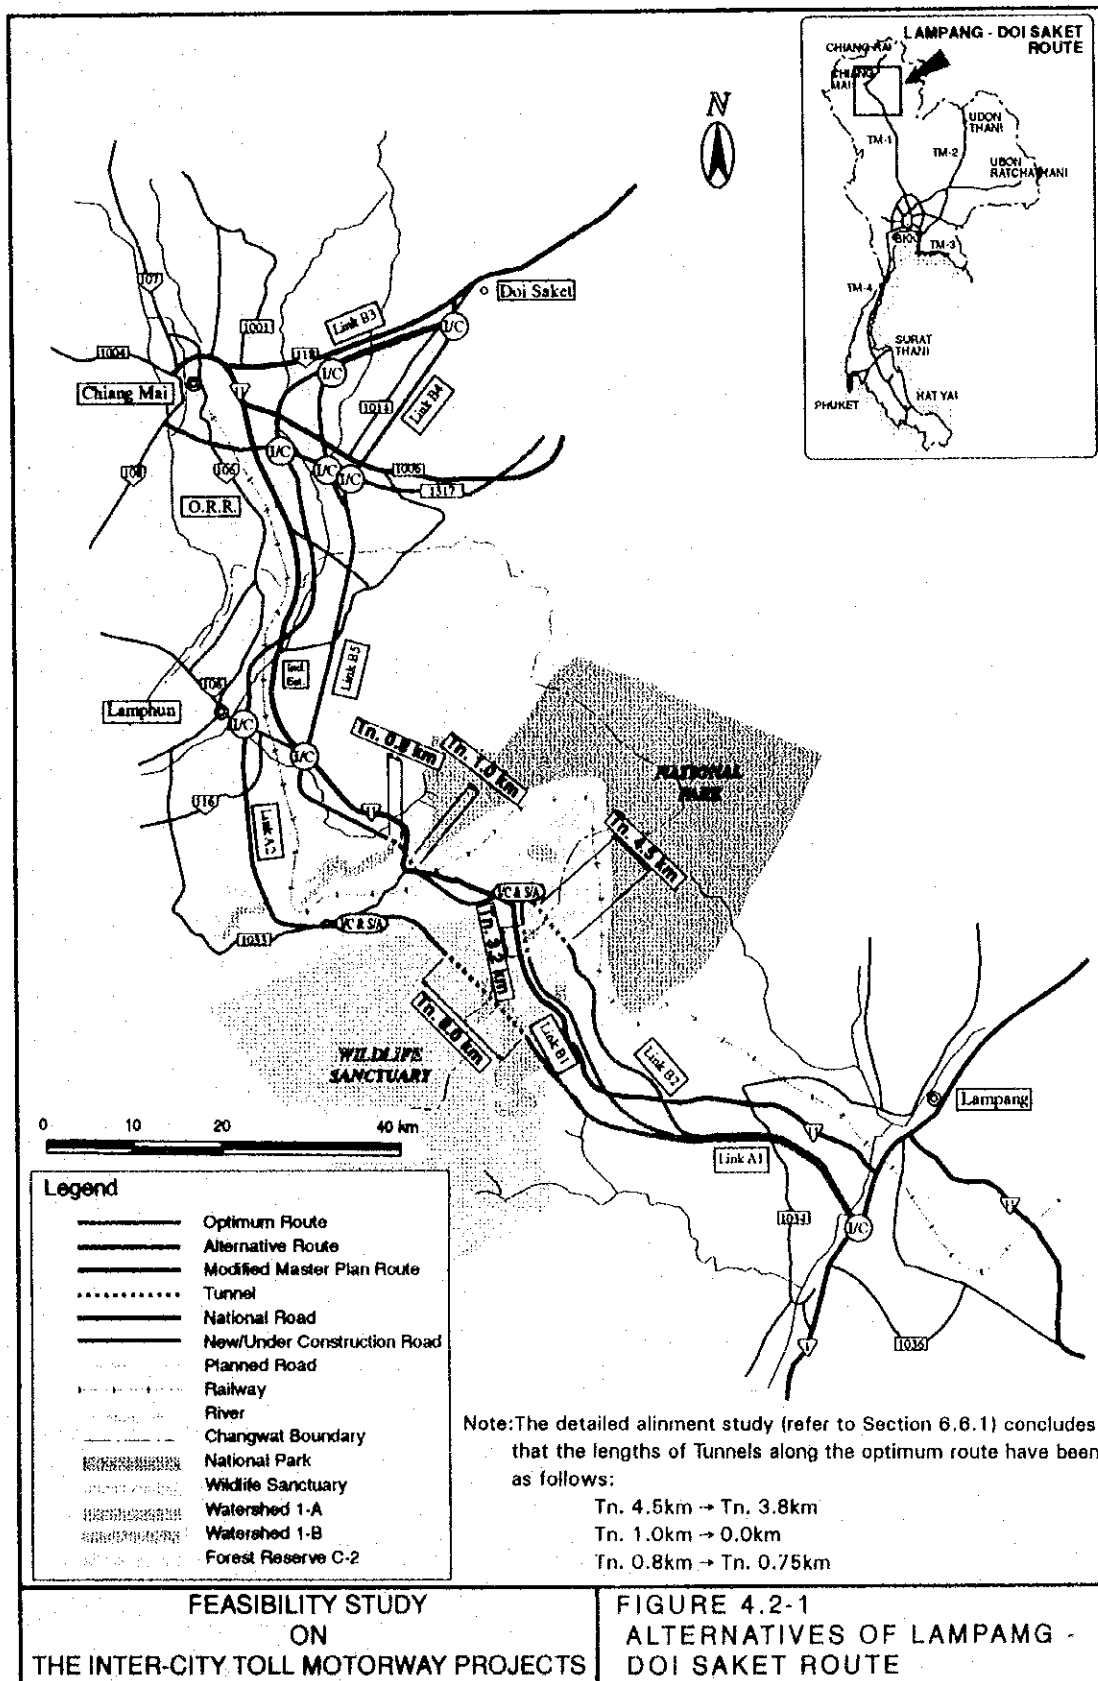 LAMPANG - DOI SAKET
ROUTE
CHIANG RAI
CHIANG
MAI
UDON
THANI
TM-1
TM-2
UBON
RATCHATHANI
BKK
TM-3
TM-4
SURAT
THANI
PHUKET
HAT YAI
N
107
1001
Link B3
Doi Saket
I/C
1004
118
I/C
Chiang Mai
11
1014
Link B4
I/C
I/C
I/C
1006
1317
108
106
O.R.R.
Ind.
Est.
Link B5
106
Lamphun
I/C
I/C
Tn. 0.8 km
Tn. 1.0 km
NATIONAL
PARK
116
Link A2
11
Tn. 4.5 km
I/C & S/A
1033
I/C & S/A
Tn. 3.2 km
Tn. 8.0 km
Link B1
WILDLIFE
SANCTUARY
Link B2
Lampang
0 10 20 40 km
11
Link A1
11
1034
I/C
1
1036
Legend
Optimum Route
Alternative Route
Modified Master Plan Route
Tunnel
National Road
New/Under Construction Road
Planned Road
Railway
River
Changwat Boundary
National Park
Wildlife Sanctuary
Watershed 1-A
Watershed 1-B
Forest Reserve C-2
Note:The detailed alinment study (refer to Section 6.6.1) concludes
that the lengths of Tunnels along the optimum route have been
as follows:
Tn. 4.5km → Tn. 3.8km
Tn. 1.0km → 0.0km
Tn. 0.8km → Tn. 0.75km
FEASIBILITY STUDY
ON
THE INTER-CITY TOLL MOTORWAY PROJECTS
FIGURE 4.2-1
ALTERNATIVES OF LAMPAMG -
DOI SAKET ROUTE